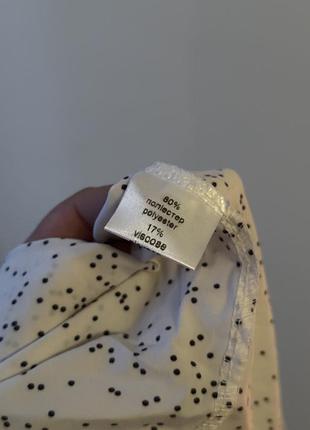 80%
поліестер
polyester
17%
viscose